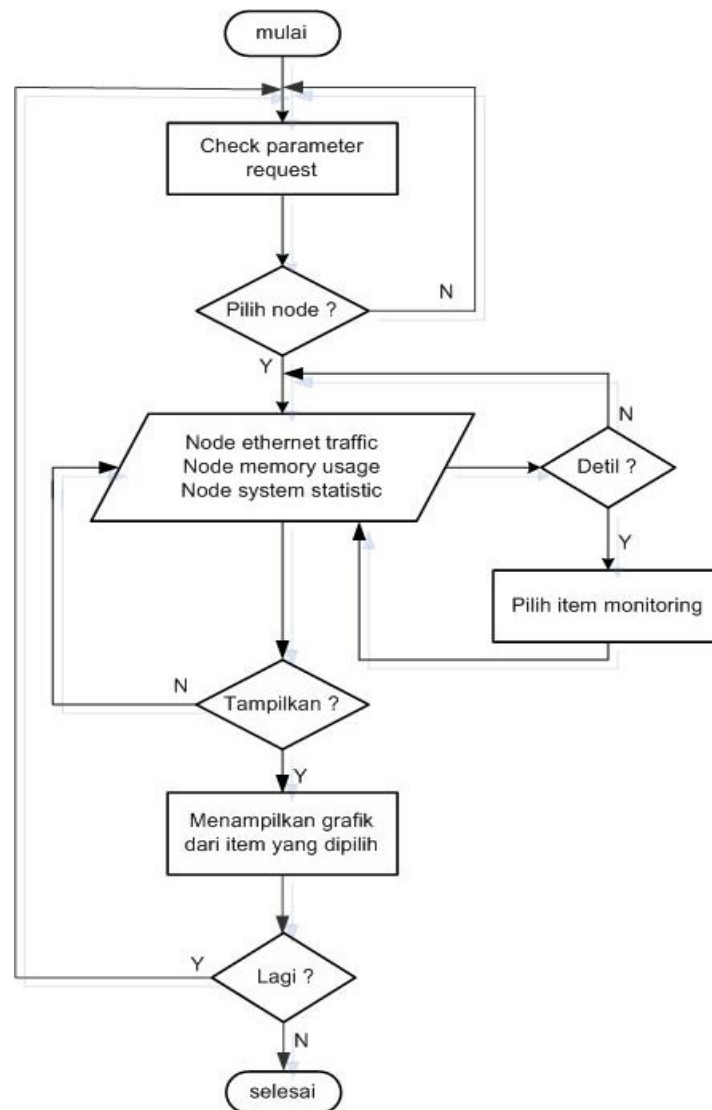 mulai
Check parameter
request
Pilih node ?
N
Y
Node ethernet traffic
Node memory usage
Node system statistic
Detil ?
N
Y
Pilih item monitoring
Tampilkan ?
N
Y
Menampilkan grafik
dari item yang dipilih
Lagi ?
Y
N
selesai